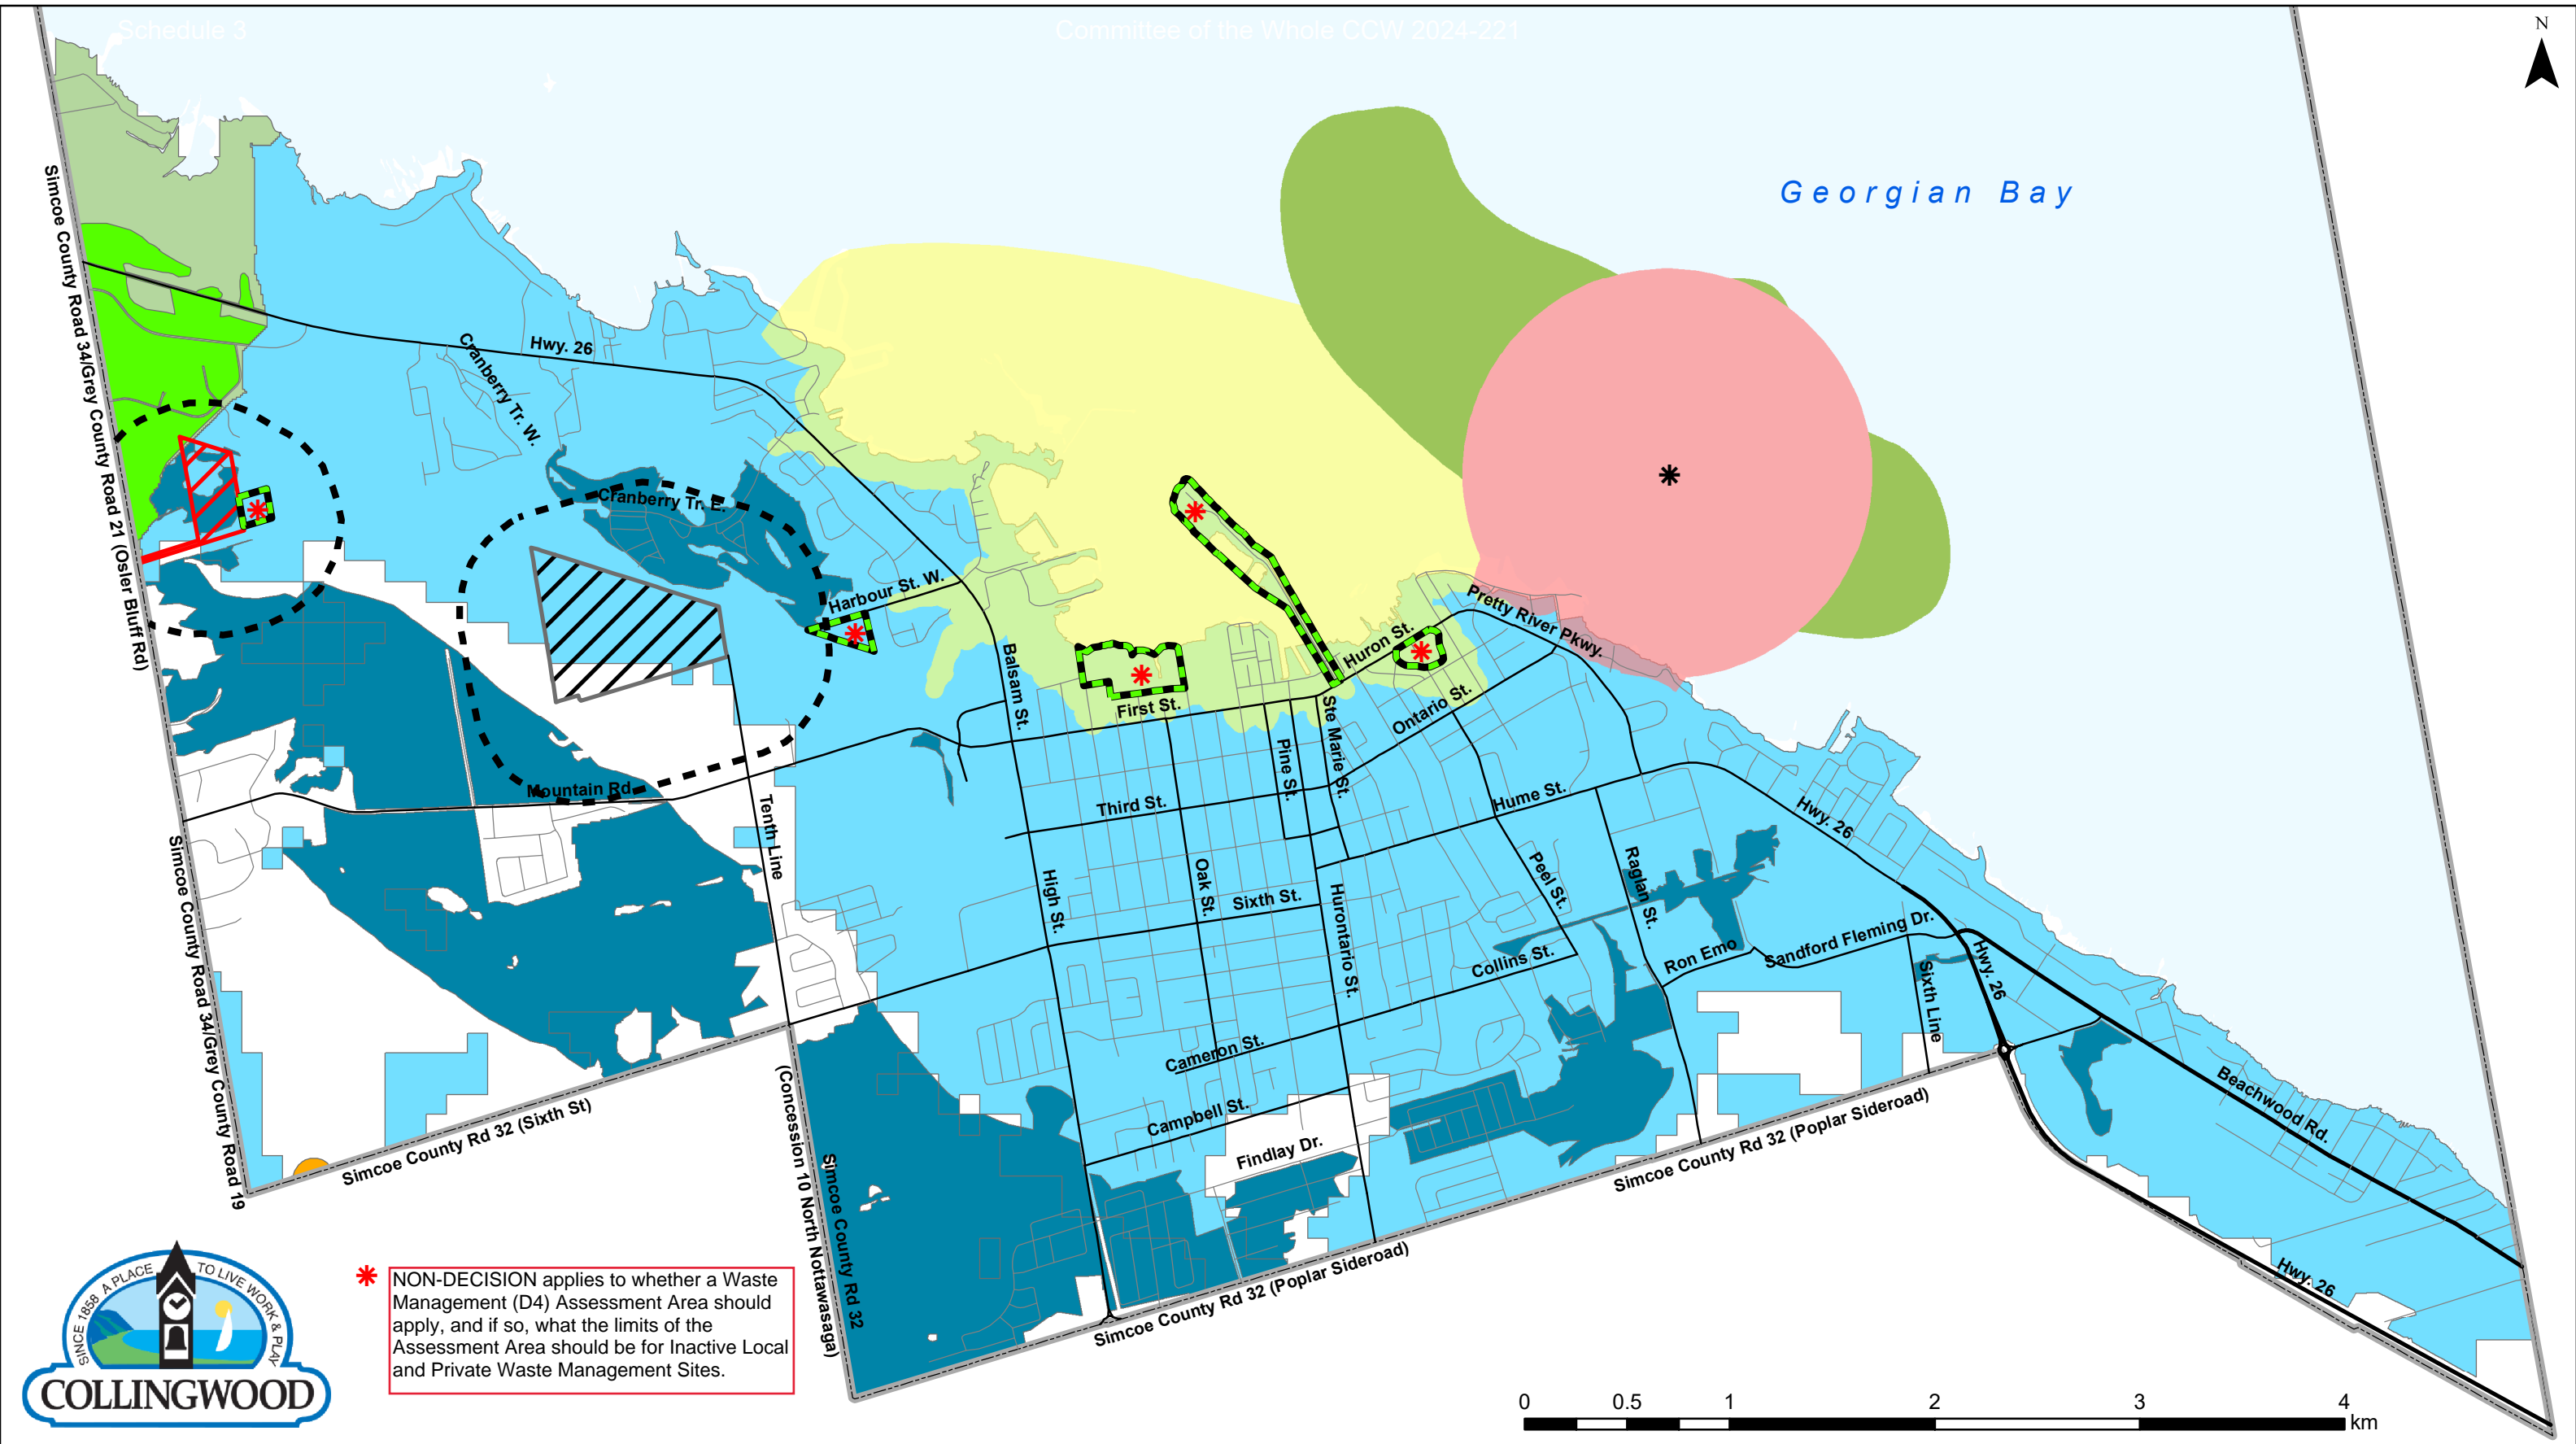 Schedule 3
Committee of the Whole CCW 2024-221
N
Georgian Bay
Simcoe County Road 34/Grey County Road 21 (Osler Bluff Rd)
Hwy. 26
Cranberry Tr. W.
Cranberry Tr. E.
Harbour St. W.
Balsam St.
First St.
Huron St.
Pretty River Pkwy.
Ontario St.
Ste Marie St.
Pine St.
Third St.
Hume St.
Hwy. 26
Mountain Rd.
Tenth Line
High St.
Oak St.
Sixth St.
Hurontario St.
Peel St.
Raglan St.
Collins St.
Ron Emo
Sandford Fleming Dr.
Sixth Line
Hwy. 26
Cameron St.
Campbell St.
Findlay Dr.
Beachwood Rd.
Hwy. 26
Simcoe County Road 34/Grey County Road 19
Simcoe County Rd 32 (Sixth St)
(Concession 10 North Nottawasaga)
Simcoe County Rd 32
Simcoe County Rd 32 (Poplar Sideroad)
Simcoe County Rd 32 (Poplar Sideroad)
SINCE 1858 A PLACE TO LIVE WORK & PLAY
COLLINGWOOD
NON-DECISION applies to whether a Waste
Management (D4) Assessment Area should
apply, and if so, what the limits of the
Assessment Area should be for Inactive Local
and Private Waste Management Sites.
0 0.5 1 2 3 4
km